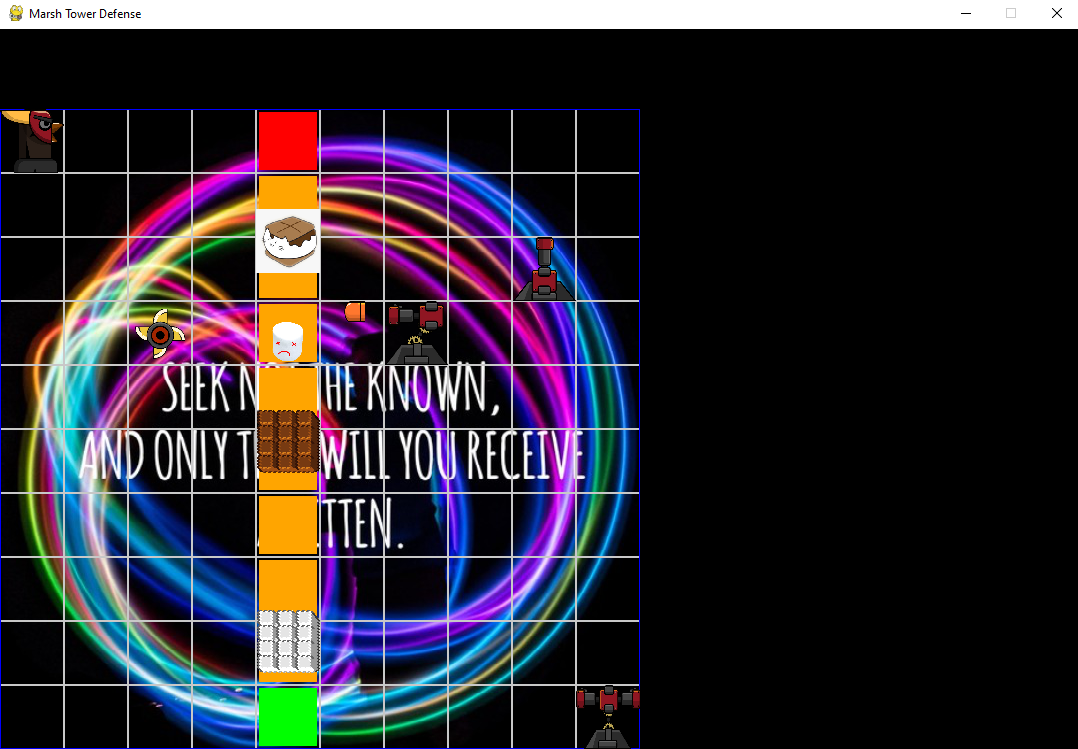 Marsh Tower Defense
SEEK THE KNOWN,
AND ONLY WILL YOU RECEIVE